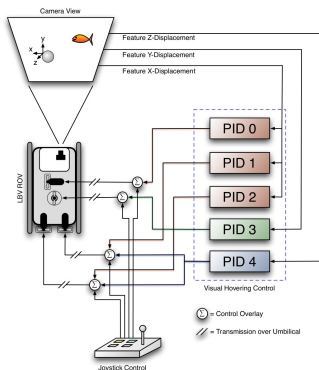 Camera View
y
x
z
Feature Z-Displacement
Feature Y-Displacement
Feature X-Displacement
LBV ROV
PID 0
PID 1
PID 2
PID 3
PID 4
Σ
Σ
Σ
Σ
Visual Hovering Control
Σ = Control Overlay
// = Transmission over Umbilical
Joystick Control